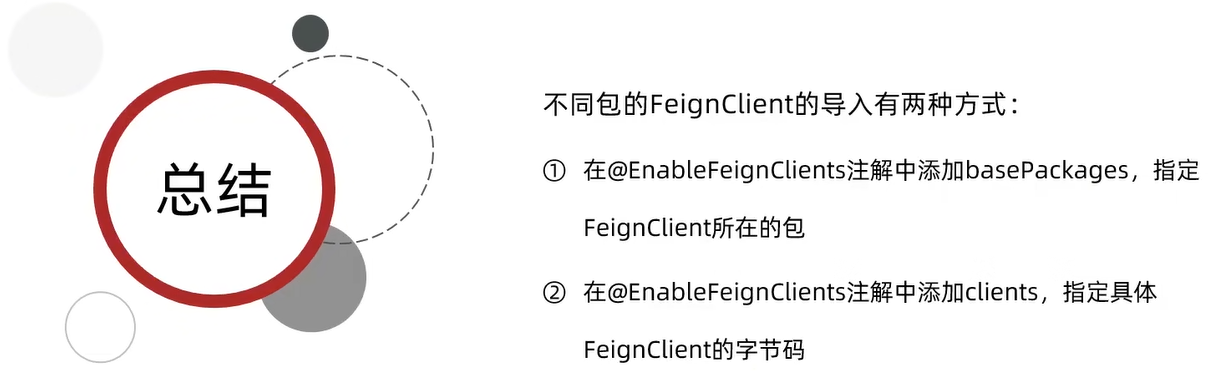 总结
不同包的FeignClient的导入有两种方式：
① 在@EnableFeignClients注解中添加basePackages，指定
FeignClient所在的包
② 在@EnableFeignClients注解中添加clients，指定具体
FeignClient的字节码